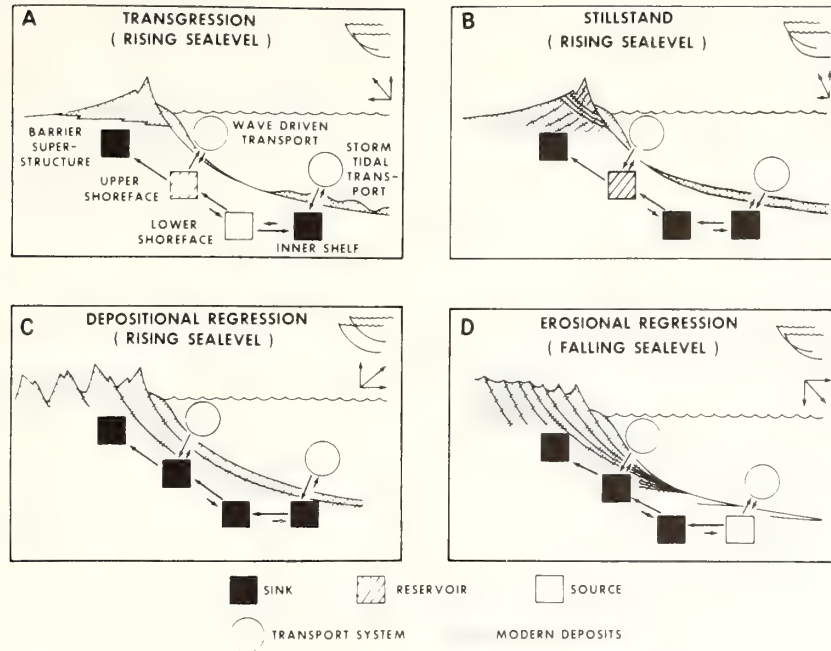 A
TRANSGRESSION
( RISING SEALEVEL )
BARRIER
SUPER-
STRUCTURE
WAVE DRIVEN
TRANSPORT
STORM
TIDAL
TRANS-
PORT
UPPER
SHOREFACE
LOWER
SHOREFACE
INNER SHELF
B
STILLSTAND
( RISING SEALEVEL )
C
DEPOSITIONAL REGRESSION
( RISING SEALEVEL )
D
EROSIONAL REGRESSION
( FALLING SEALEVEL )
SINK
RESERVOIR
SOURCE
TRANSPORT SYSTEM
MODERN DEPOSITS